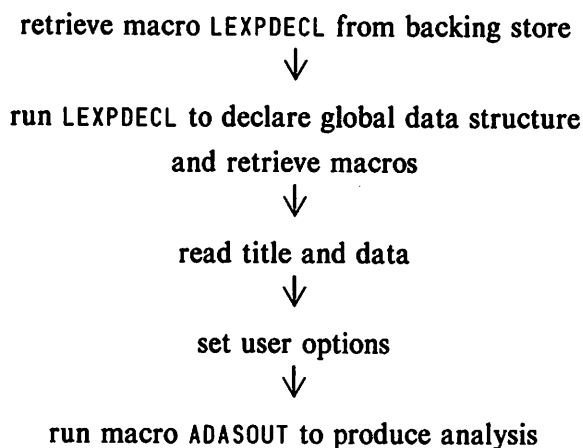 retrieve macro LEXPDECL from backing store
↓
run LEXPDECL to declare global data structure
and retrieve macros
↓
read title and data
↓
set user options
↓
run macro ADASOUT to produce analysis